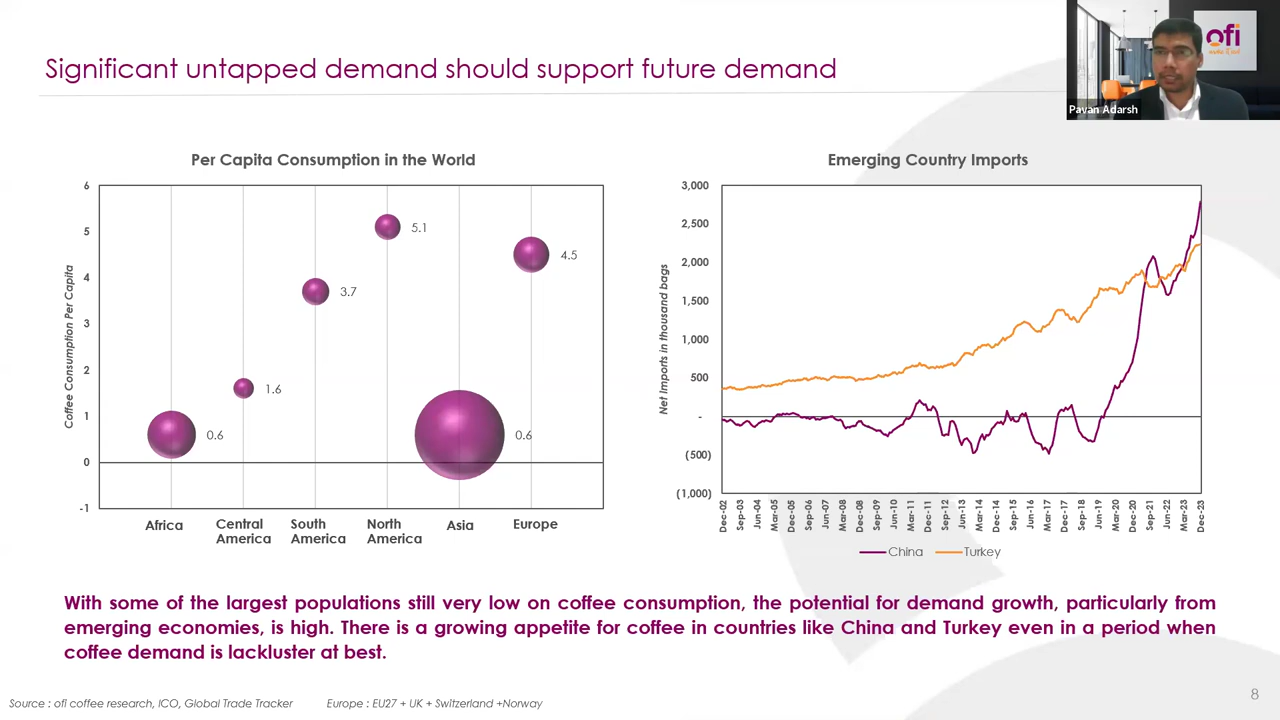 Significant untapped demand should support future demand
ofi
make it real
Pavan Adarsh
Per Capita Consumption in the World
Coffee Consumption Per Capita
6
5
4
3
2
1
0
-1
0.6
1.6
3.7
5.1
0.6
4.5
Africa
Central
America
South
America
North
America
Asia
Europe
Emerging Country Imports
Net Imports in thousand bags
3,000
2,500
2,000
1,500
1,000
500
-
(500)
(1,000)
Dec-02
Sep-03
Jun-04
Mar-05
Dec-05
Sep-06
Jun-07
Mar-08
Dec-08
Sep-09
Jun-10
Mar-11
Dec-11
Sep-12
Jun-13
Mar-14
Dec-14
Sep-15
Jun-16
Mar-17
Dec-17
Sep-18
Jun-19
Mar-20
Dec-20
Sep-21
Jun-22
Mar-23
Dec-23
China
Turkey
With some of the largest populations still very low on coffee consumption, the potential for demand growth, particularly from
emerging economies, is high. There is a growing appetite for coffee in countries like China and Turkey even in a period when
coffee demand is lackluster at best.
Source : ofi coffee research, ICO, Global Trade Tracker
Europe : EU27 + UK + Switzerland +Norway
8